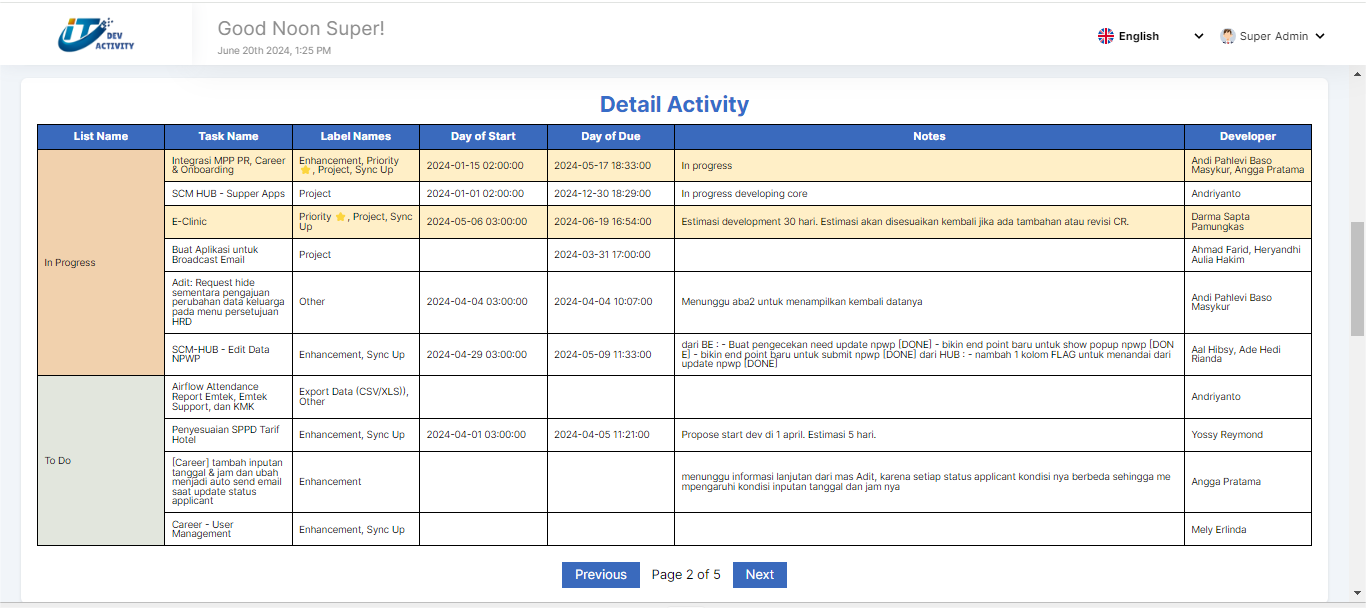 iT DEV ACTIVITY
Good Noon Super!
June 20th 2024, 1:25 PM
English
Super Admin
Detail Activity
List Name Task Name Label Names Day of Start Day of Due Notes Developer
In Progress
Integrasi MPP PR, Career
& Onboarding
Enhancement, Priority
⭐, Project, Sync Up
2024-01-15 02:00:00
2024-05-17 18:33:00
In progress
Andi Pahlevi Baso
Masykur, Angga Pratama
SCM HUB - Supper Apps
Project
2024-01-01 02:00:00
2024-12-30 18:29:00
In progress developing core
Andriyanto
E-Clinic
Priority ⭐, Project, Sync
Up
2024-05-06 03:00:00
2024-06-19 16:54:00
Estimasi development 30 hari. Estimasi akan disesuaikan kembali jika ada tambahan atau revisi CR.
Darma Sapta
Pamungkas
Buat Aplikasi untuk
Broadcast Email
Project
2024-03-31 17:00:00
Ahmad Farid, Heryandhi
Aulia Hakim
Adit: Request hide
sementara pengajuan
perubahan data keluarga
pada menu persetujuan
HRD
Other
2024-04-04 03:00:00
2024-04-04 10:07:00
Menunggu aba2 untuk menampilkan kembali datanya
Andi Pahlevi Baso
Masykur
SCM-HUB - Edit Data
NPWP
Enhancement, Sync Up
2024-04-29 03:00:00
2024-05-09 11:33:00
dari BE : - Buat pengecekan need update npwp [DONE] - bikin end point baru untuk show popup npwp [DON
E] - bikin end point baru untuk submit npwp [DONE] dari HUB : - nambah 1 kolom FLAG untuk menandai dari
update npwp [DONE]
Aal Hibsy, Ade Hedi
Rianda
To Do
Airflow Attendance
Report Emtek, Emtek
Support, dan KMK
Export Data (CSV/XLS)),
Other
Andriyanto
Penyesuaian SPPD Tarif
Hotel
Enhancement, Sync Up
2024-04-01 03:00:00
2024-04-05 11:21:00
Propose start dev di 1 april. Estimasi 5 hari.
Yossy Reymond
[Career] tambah inputan
tanggal & jam dan ubah
menjadi auto send email
saat update status
applicant
Enhancement
menunggu informasi lanjutan dari mas Adit, karena setiap status applicant kondisi nya berbeda sehingga me
mpengaruhi kondisi inputan tanggal dan jam nya
Angga Pratama
Career - User
Management
Enhancement, Sync Up
Mely Erlinda
Previous Page 2 of 5 Next